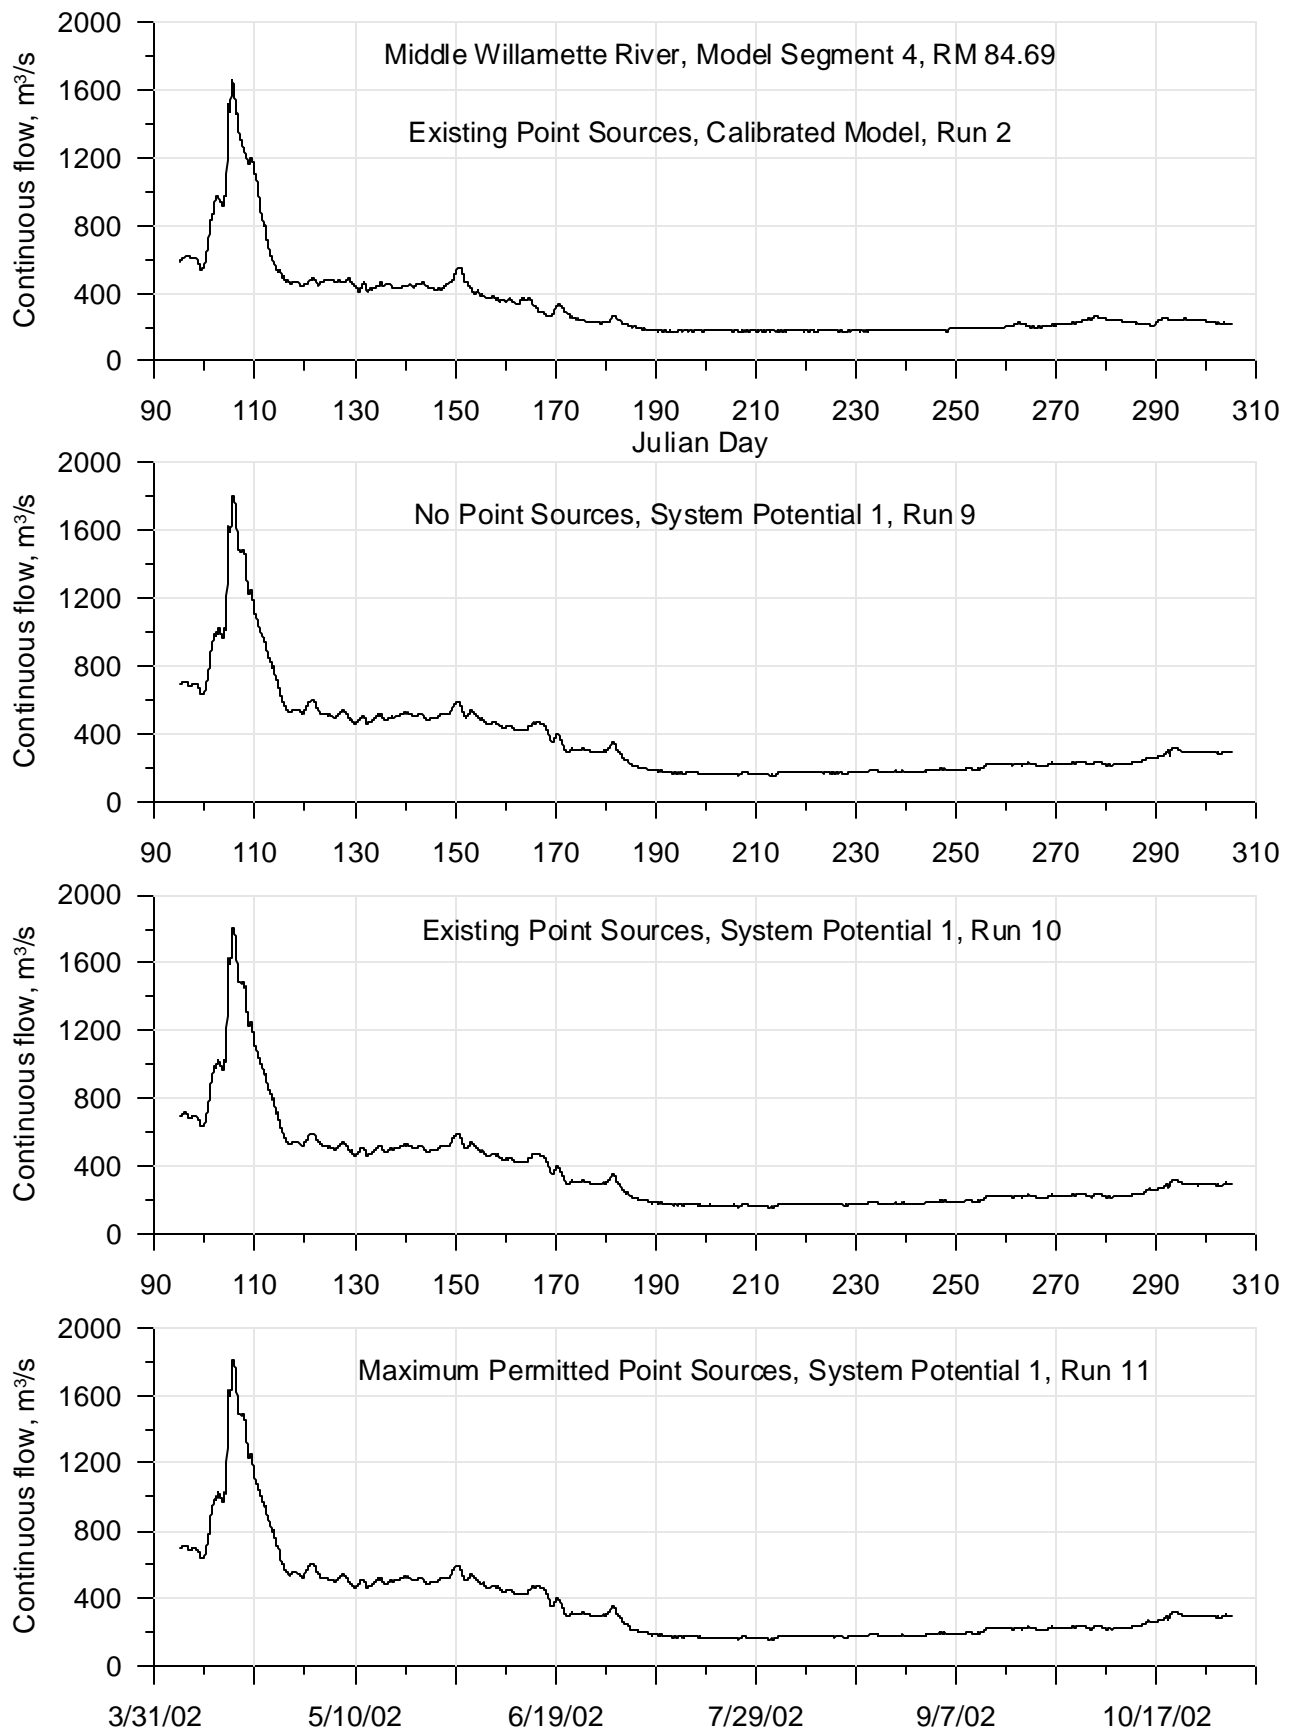 2000
Middle Willamette River, Model Segment 4, RM 84.69
1600
Existing Point Sources, Calibrated Model, Run 2
1200
800
400
0
Continuous flow, m³/s
90 110 130 150 170 190 210 230 250 270 290 310
Julian Day
2000
No Point Sources, System Potential 1, Run 9
1600
1200
800
400
0
Continuous flow, m³/s
90 110 130 150 170 190 210 230 250 270 290 310
2000
Existing Point Sources, System Potential 1, Run 10
1600
1200
800
400
0
Continuous flow, m³/s
90 110 130 150 170 190 210 230 250 270 290 310
2000
Maximum Permitted Point Sources, System Potential 1, Run 11
1600
1200
800
400
0
Continuous flow, m³/s
3/31/02 5/10/02 6/19/02 7/29/02 9/7/02 10/17/02